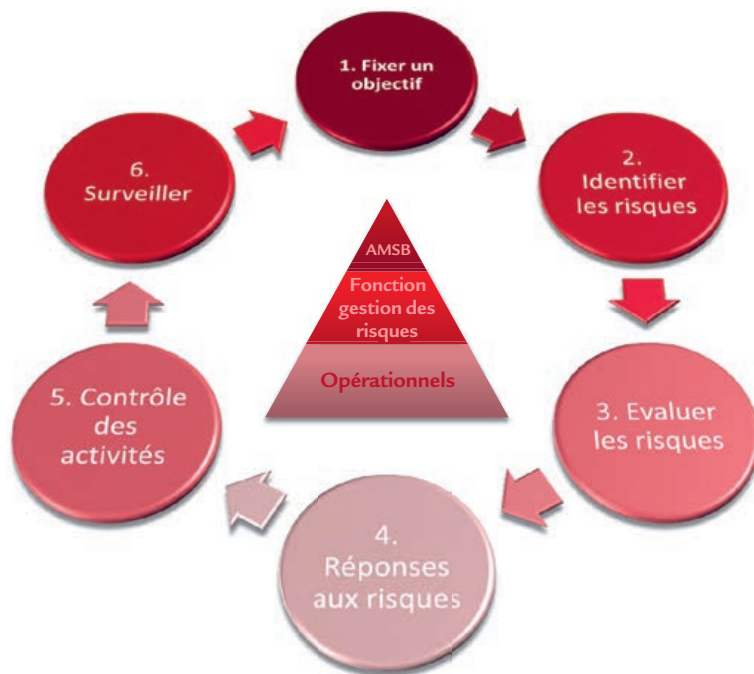 1. Fixer un
objectif
2.
Identifier
les risques
3. Evaluer
les risques
4.
Réponses
aux risques
5. Contrôle
des
activités
6.
Surveiller
AMSB
Fonction
gestion des
risques
Opérationnels